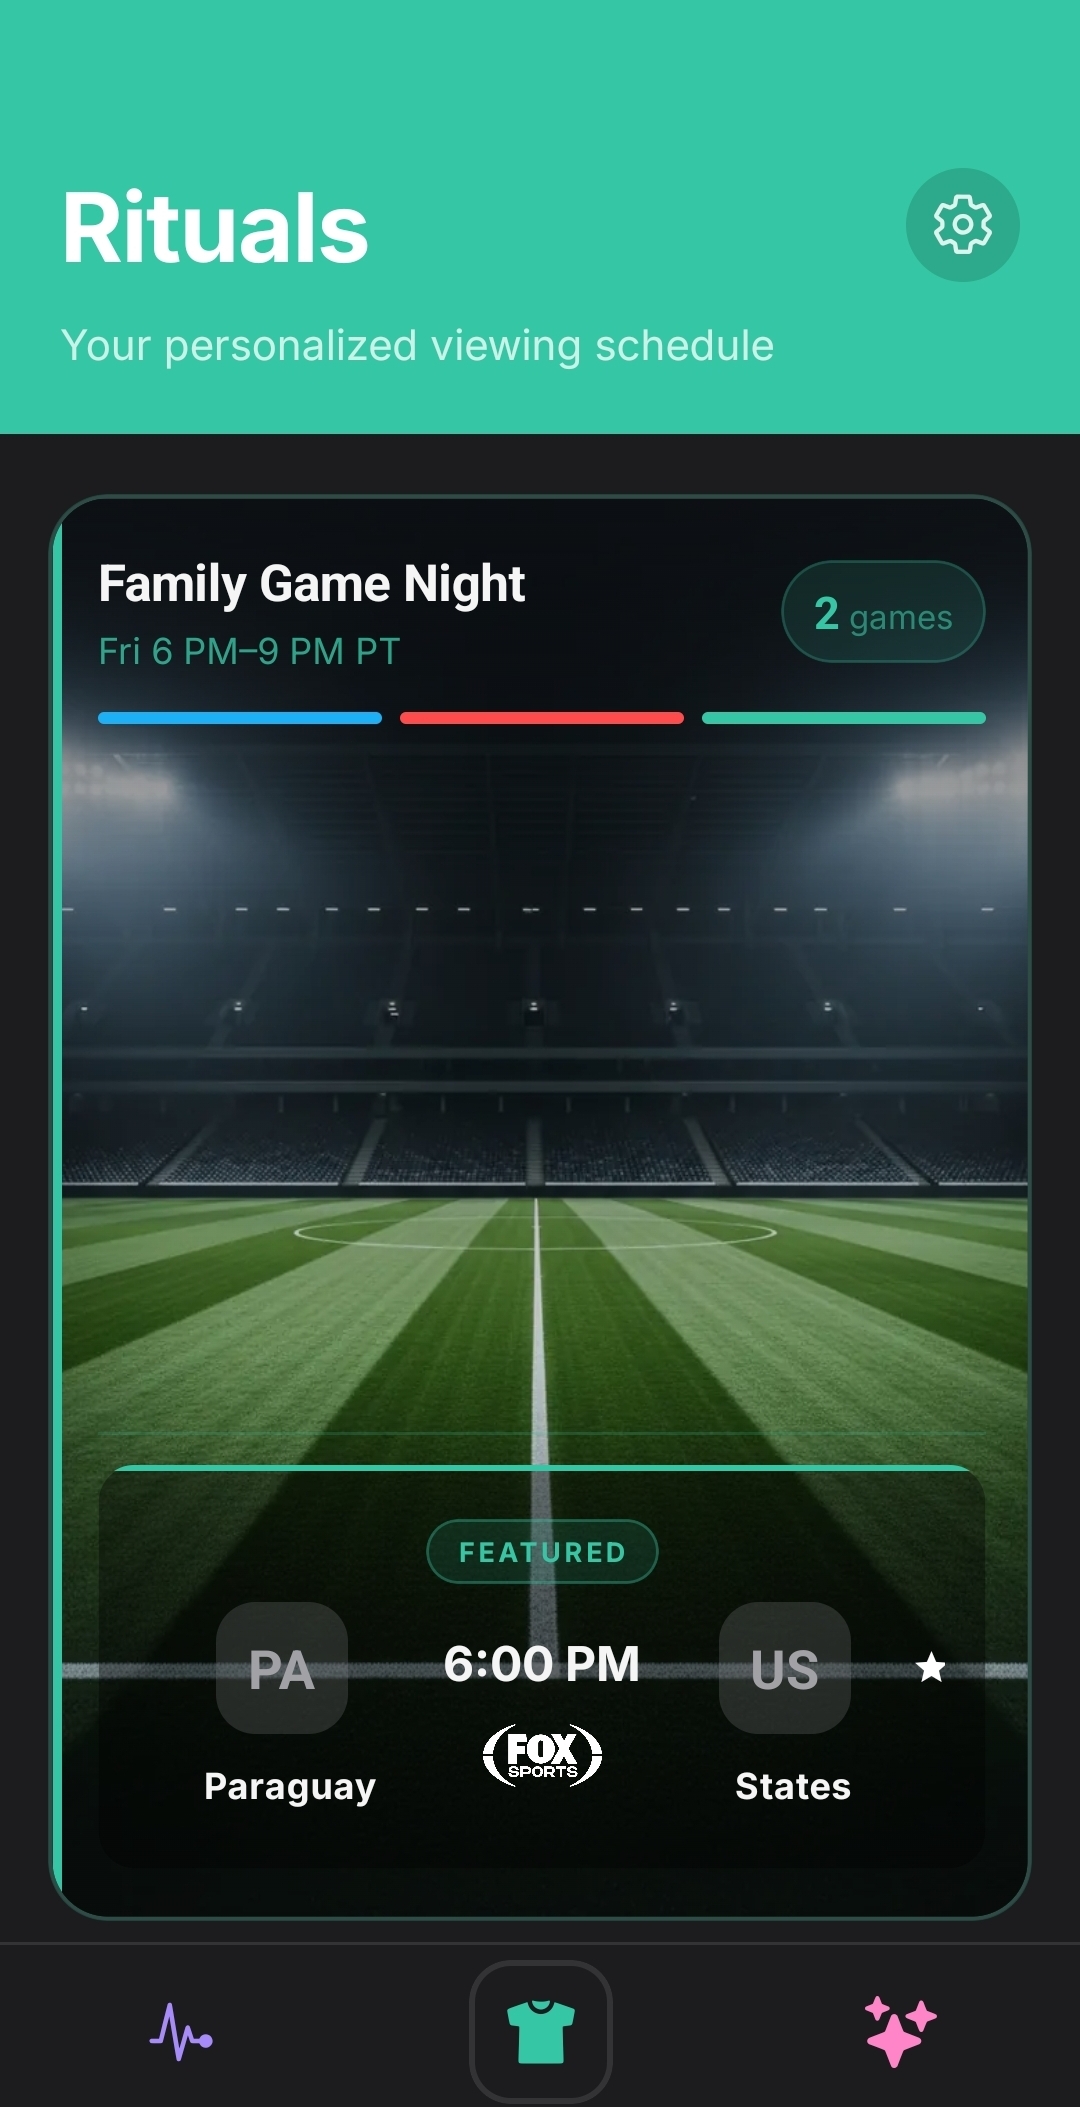 Rituals
Your personalized viewing schedule
Family Game Night
Fri 6 PM–9 PM PT
2 games
FEATURED
PA
6:00 PM
US
FOX
SPORTS
Paraguay
States